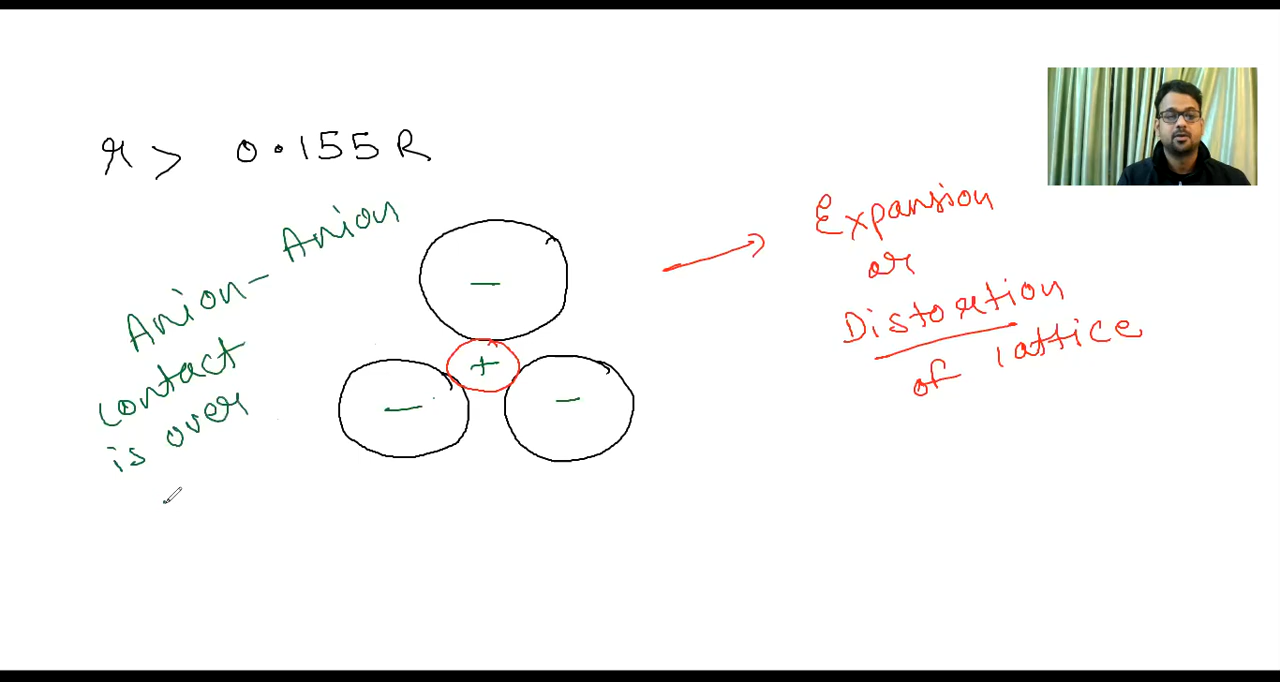 r > 0.155 R
Anion - Anion
contact
is over
−
+
−
−
→ Expansion
or
Distortion
of lattice